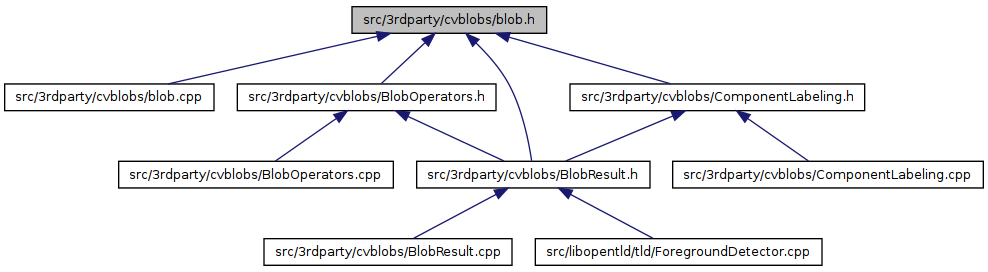 src/3rdparty/cvblobs/blob.h
src/3rdparty/cvblobs/blob.cpp
src/3rdparty/cvblobs/BlobOperators.h
src/3rdparty/cvblobs/ComponentLabeling.h
src/3rdparty/cvblobs/BlobOperators.cpp
src/3rdparty/cvblobs/BlobResult.h
src/3rdparty/cvblobs/ComponentLabeling.cpp
src/3rdparty/cvblobs/BlobResult.cpp
src/libopentld/tld/ForegroundDetector.cpp